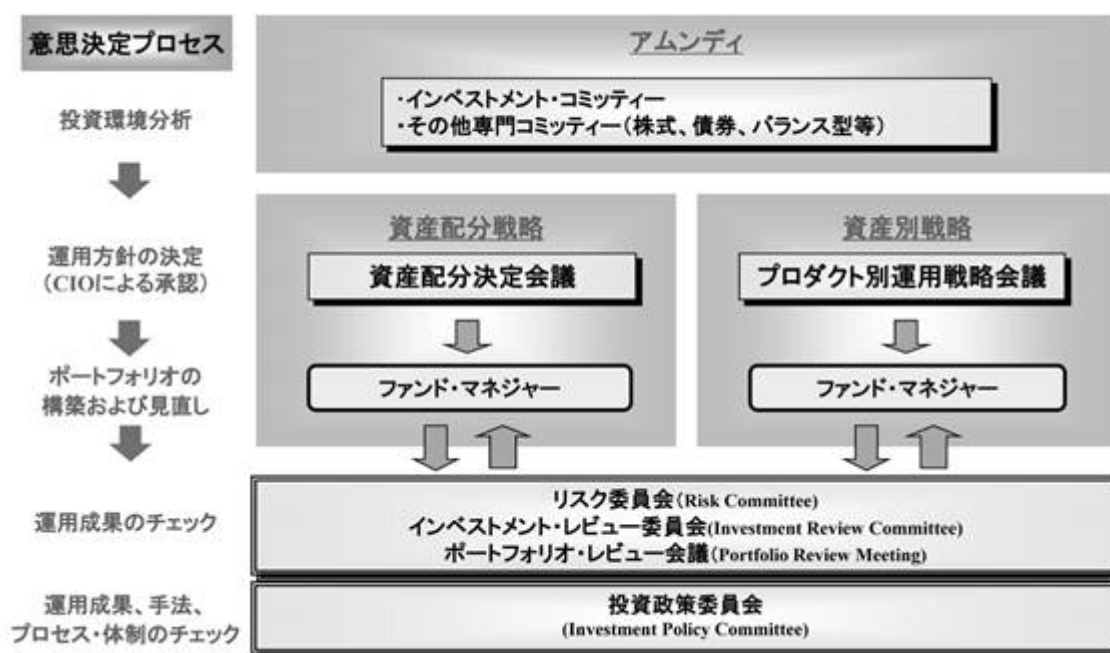 意思決定プロセス
アムンディ
・インベストメント・コミッティー
・その他専門コミッティー(株式、債券、バランス型等)
投資環境分析
資産配分戦略
資産別戦略
運用方針の決定
(CIOによる承認)
資産配分決定会議
プロダクト別運用戦略会議
ポートフォリオの
構築および見直し
ファンド・マネジャー
ファンド・マネジャー
運用成果のチェック
リスク委員会(Risk Committee)
インベストメント・レビュー委員会(Investment Review Committee)
ポートフォリオ・レビュー会議(Portfolio Review Meeting)
運用成果、手法、
プロセス・体制のチェック
投資政策委員会
(Investment Policy Committee)